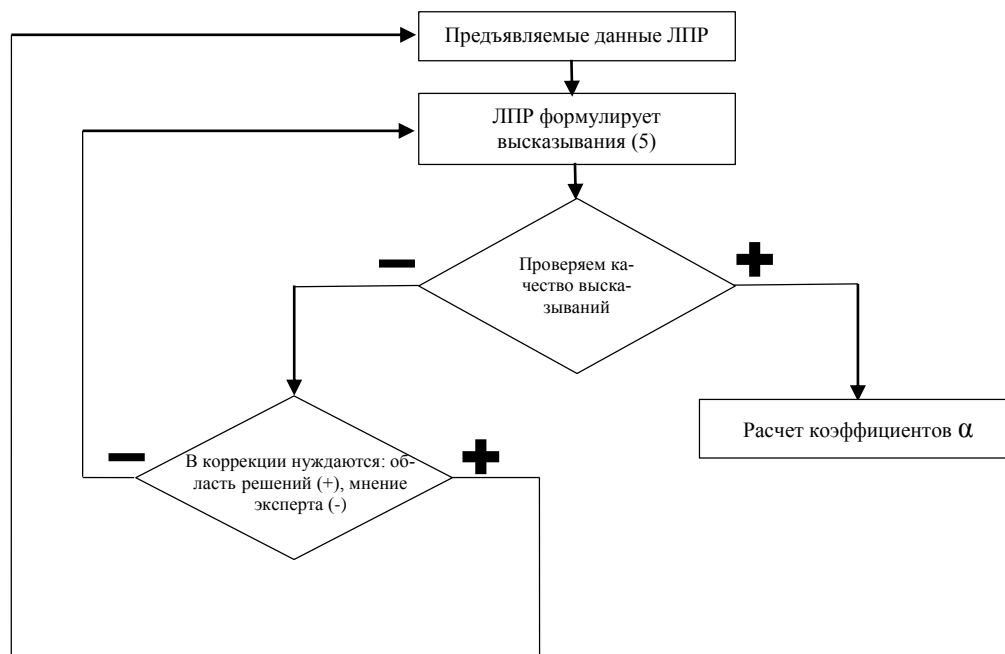 Предъявляемые данные ЛПР
ЛПР формулирует
высказывания (5)
Проверяем ка-
чество выска-
зываний
Расчет коэффициентов α
В коррекции нуждаются: об-
ласть решений (+), мнение
эксперта (-)